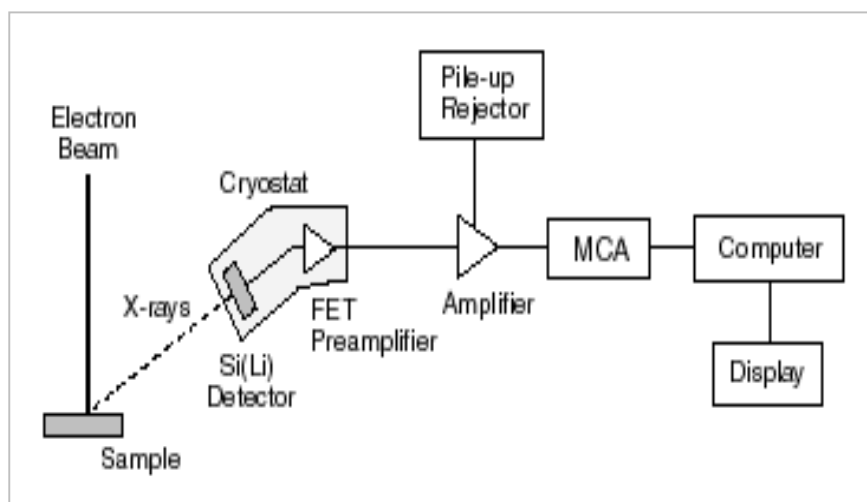 Pile-up
Rejector
Electron
Beam
Cryostat
MCA
Computer
X-rays
FET
Preamplifier
Amplifier
Si(Li)
Detector
Display
Sample